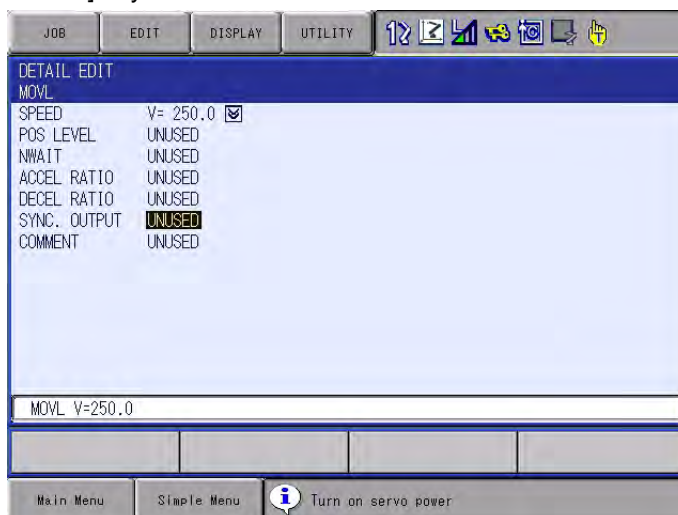 JOB EDIT DISPLAY UTILITY
DETAIL EDIT
MOVL
SPEED V= 250.0
POS LEVEL UNUSED
NWAIT UNUSED
ACCEL RATIO UNUSED
DECEL RATIO UNUSED
SYNC. OUTPUT UNUSED
COMMENT UNUSED
MOVL V=250.0
Main Menu Simple Menu Turn on servo power